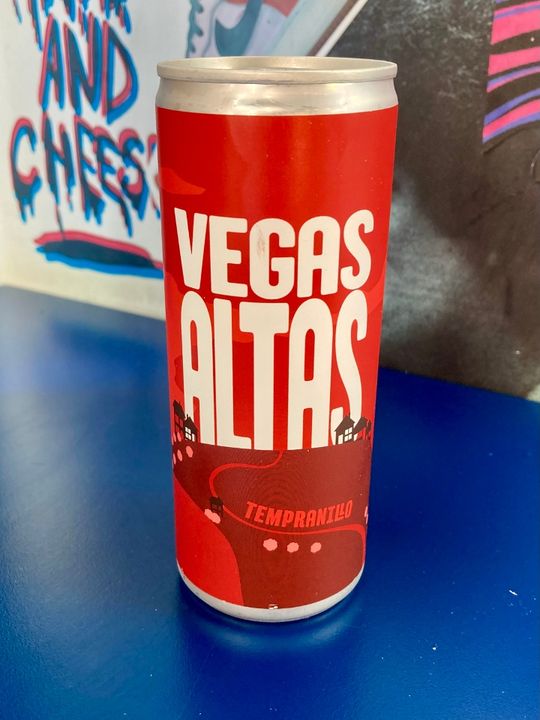 AND
CHEES
VEGAS
ALTAS
TEMPRANILLO